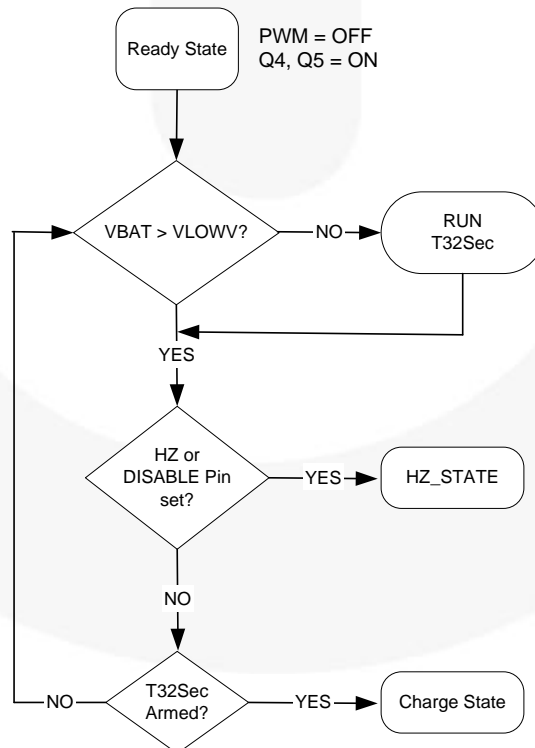 Ready State
PWM = OFF
Q4, Q5 = ON
VBAT > VLOWV?
NO
RUN
T32Sec
YES
HZ or
DISABLE Pin
set?
YES
HZ_STATE
NO
T32Sec
Armed?
NO
YES
Charge State